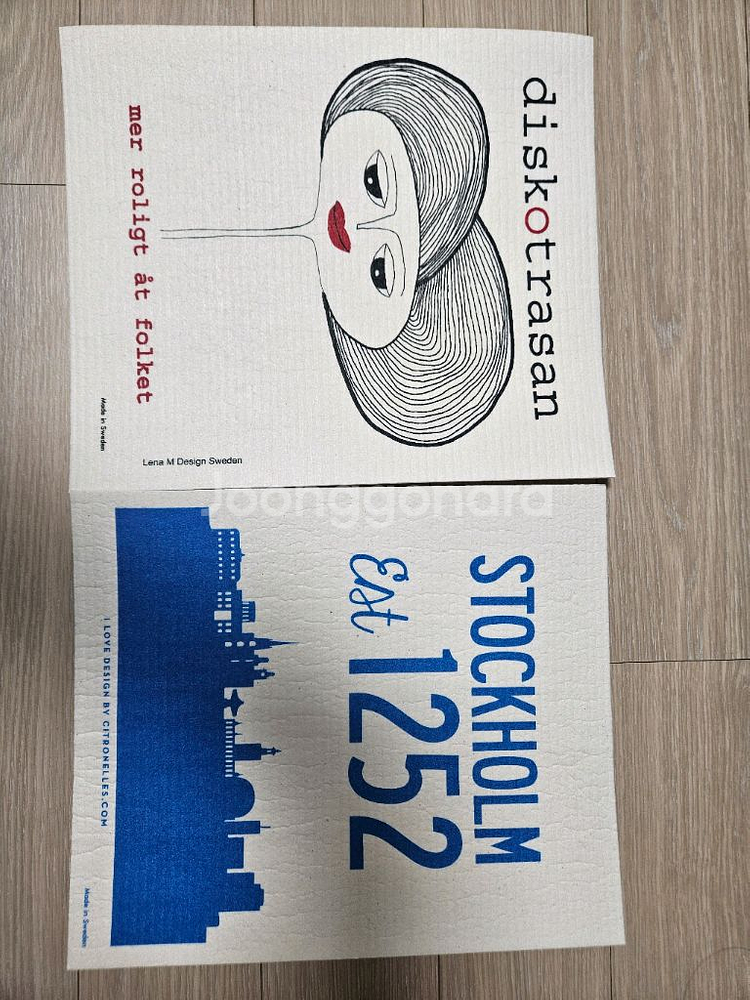 diskotrasan
mer roligt åt folket
Made in Sweden
Lena M Design Sweden
Joonggonara
STOCKHOLM
Est 1252
I LOVE DESIGN BY CITRONELLES.COM
Made in Sweden